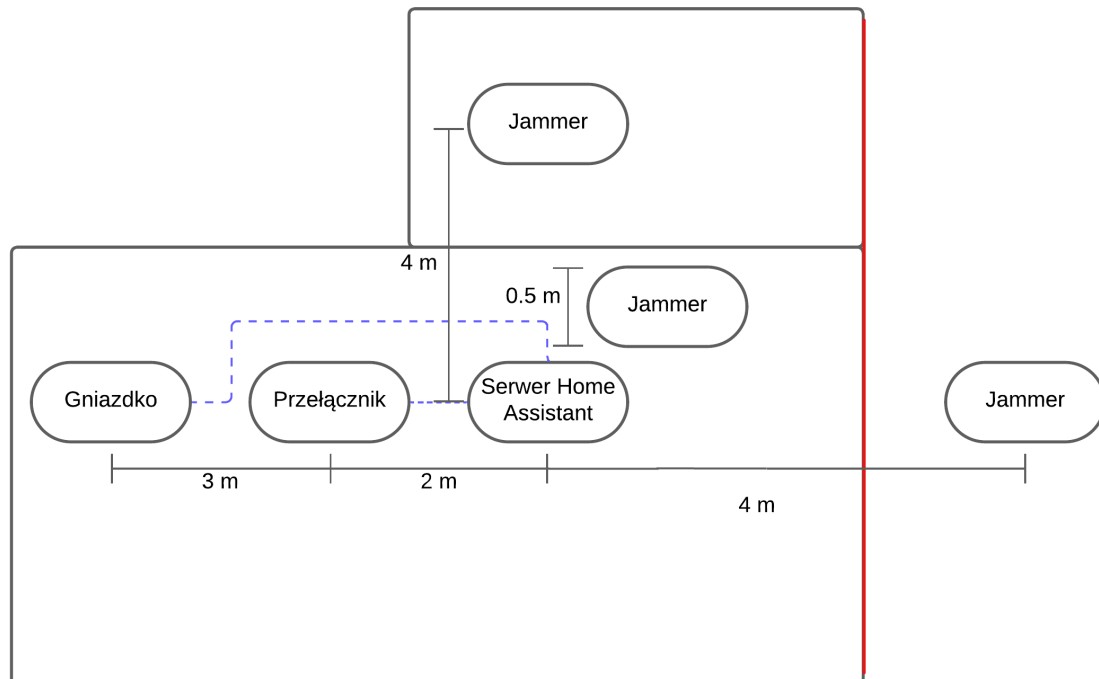 Jammer
4 m
0.5 m
Jammer
Gniazdko
Przełącznik
Serwer Home
Assistant
Jammer
3 m
2 m
4 m